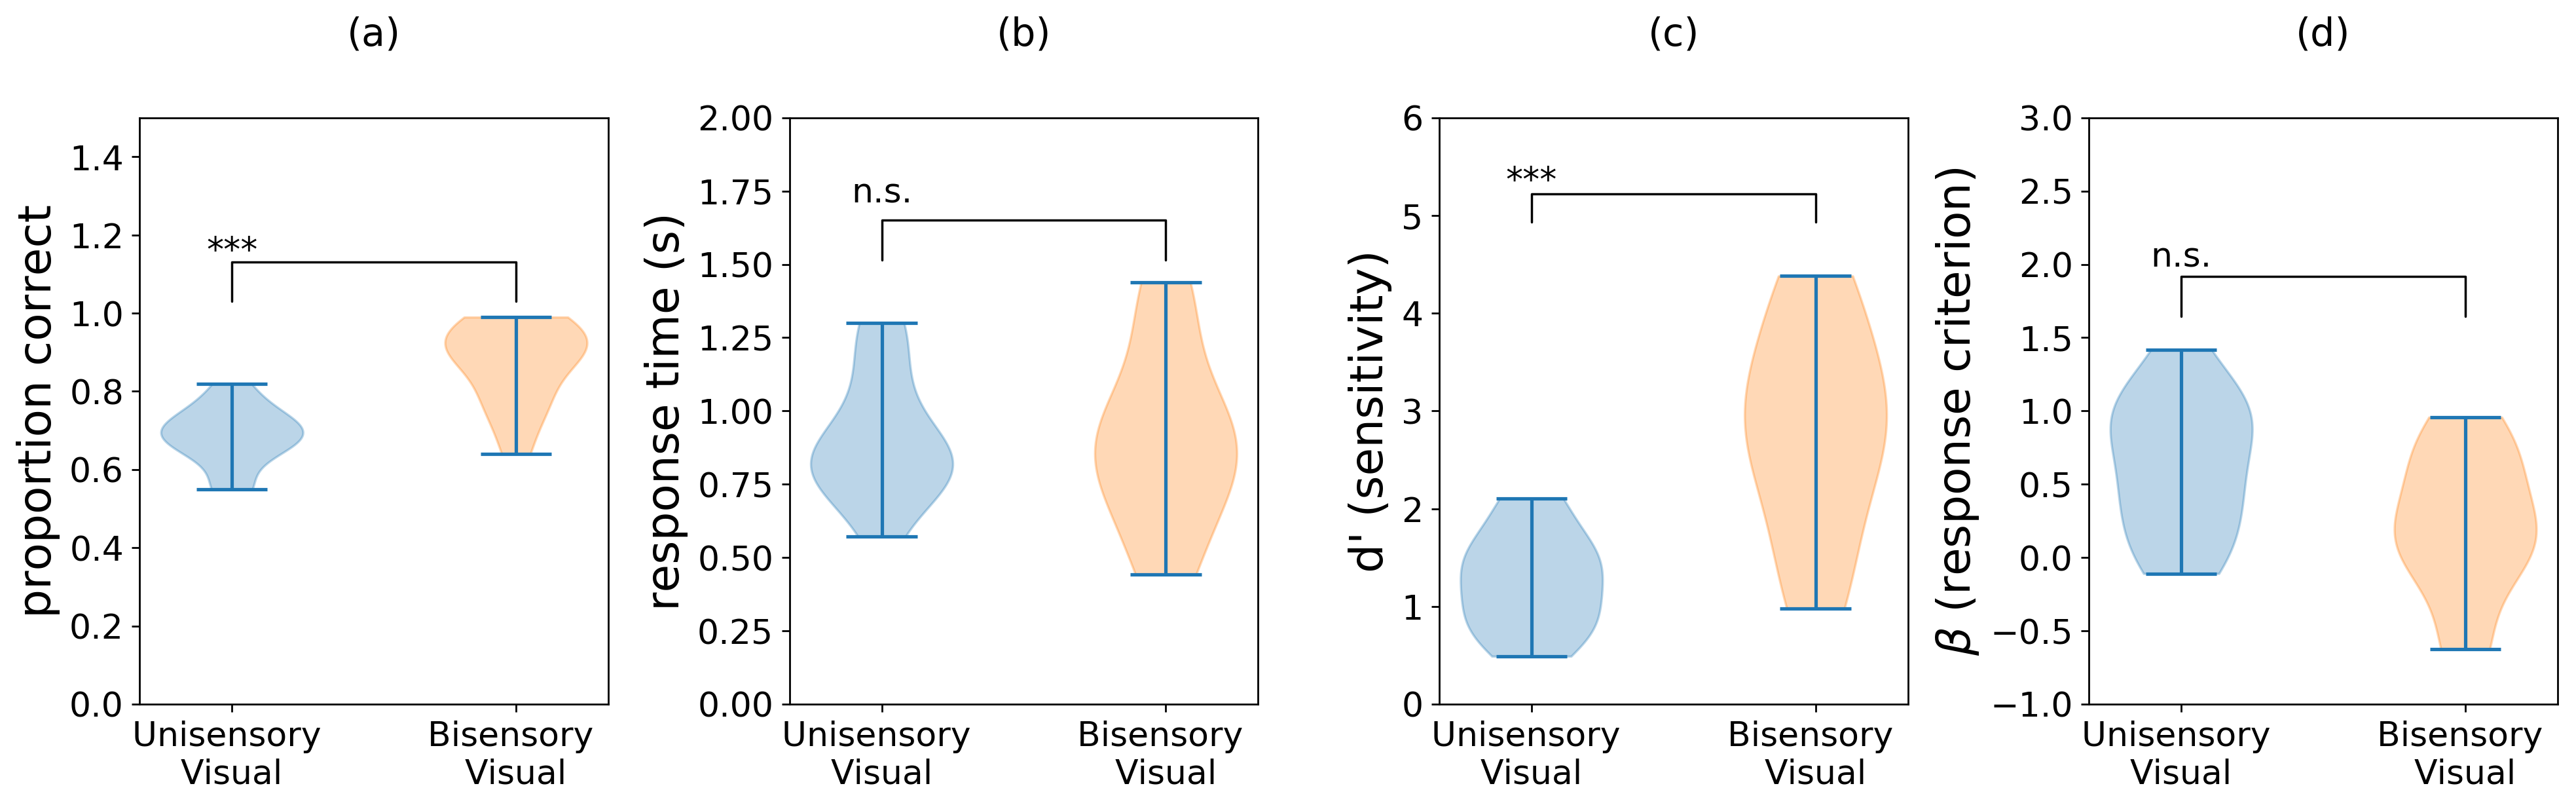 (a)
proportion correct
1.4
1.2
1.0
0.8
0.6
0.4
0.2
0.0
***
Unisensory
Visual
Bisensory
Visual
(b)
response time (s)
2.00
1.75
1.50
1.25
1.00
0.75
0.50
0.25
0.00
n.s.
Unisensory
Visual
Bisensory
Visual
(c)
d' (sensitivity)
6
5
4
3
2
1
0
***
Unisensory
Visual
Bisensory
Visual
(d)
β (response criterion)
3.0
2.5
2.0
1.5
1.0
0.5
0.0
−0.5
−1.0
n.s.
Unisensory
Visual
Bisensory
Visual